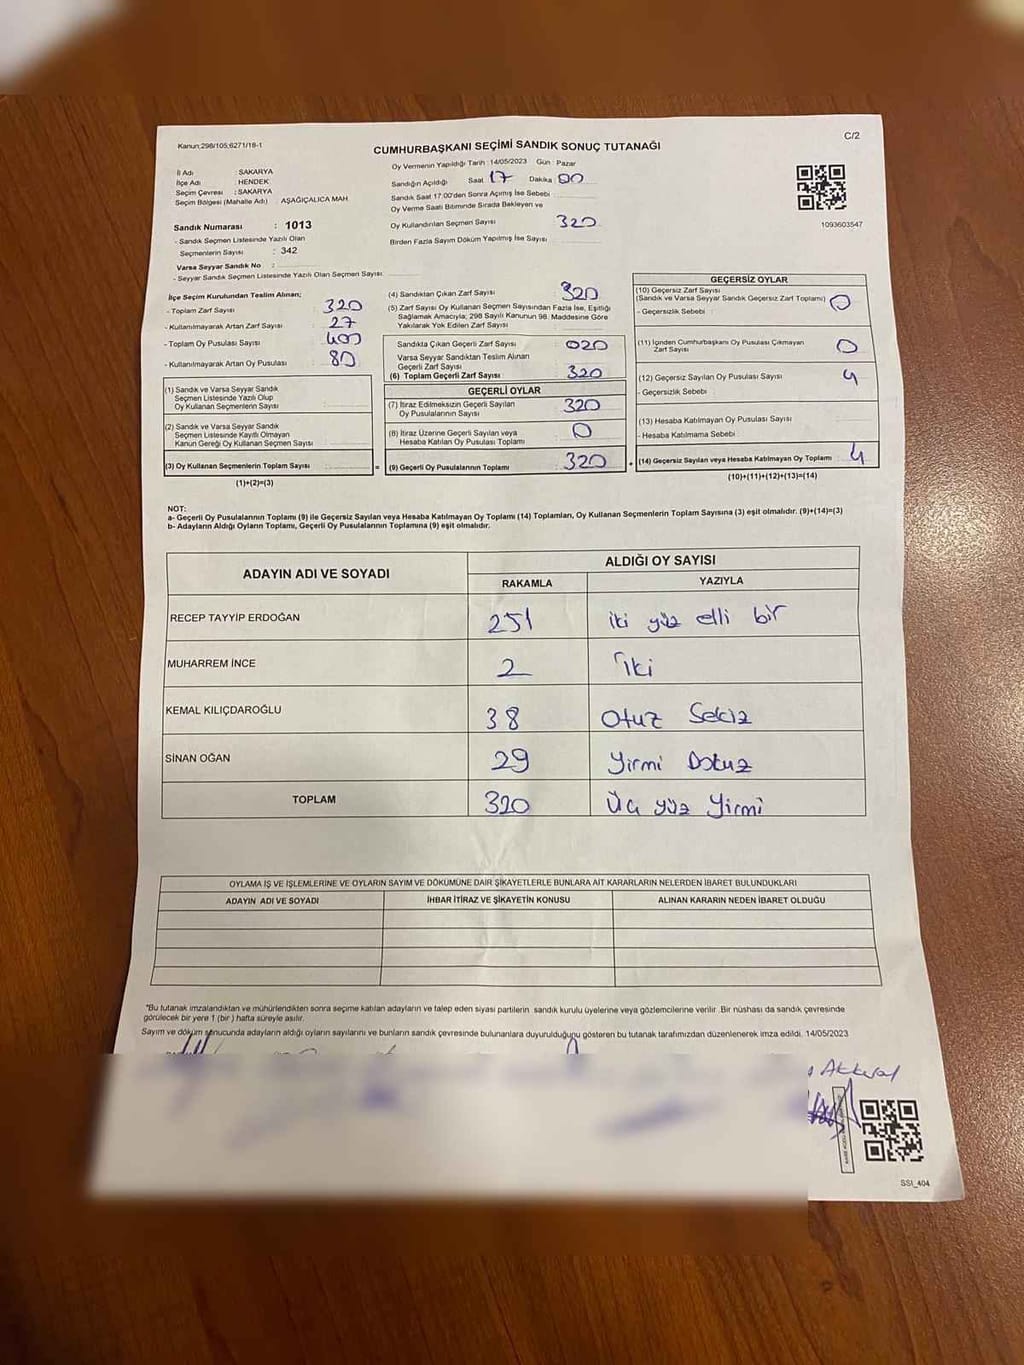 Kanun;298/105;6271/18-1
C/2
CUMHURBAŞKANI SEÇİMİ SANDIK SONUÇ TUTANAĞI
Oy Vermenin Yapıldığı Tarih : 14/05/2023 Gün : Pazar
İl Adı : SAKARYA
İlçe Adı : HENDEK
Seçim Çevresi : SAKARYA
Seçim Bölgesi (Mahalle Adı) : AŞAĞIÇALICA MAH.
Sandık Numarası : 1013
- Sandık Seçmen Listesinde Yazılı Olan
Seçmenlerin Sayısı : 342
Varsa Seyyar Sandık No :
- Seyyar Sandık Seçmen Listesinde Yazılı Olan Seçmen Sayısı:
Sandığın Açıldığı Saat 17 Dakika 00
Sandık Saat 17:00'den Sonra Açımış İse Sebebi :
Oy Verme Saati Bitiminde Sırada Bekleyen ve
Oy Kullandırılan Seçmen Sayısı : 320
Birden Fazla Sayım Döküm Yapılmış İse Sayısı :
1093603547
İlçe Seçim Kurulundan Teslim Alınan;
- Toplam Zarf Sayısı : 320
- Kullanılmayarak Artan Zarf Sayısı : 27
- Toplam Oy Pusulası Sayısı : 400
- Kullanılmayarak Artan Oy Pusulası : 80
(1) Sandık ve Varsa Seyyar Sandık
Seçmen Listesinde Yazılı Olup
Oy Kullanan Seçmenlerin Sayısı :
(2) Sandık ve Varsa Seyyar Sandık
Seçmen Listesinde Kayıtlı Olmayan
Kanun Gereği Oy Kullanan Seçmen Sayısı :
(3) Oy Kullanan Seçmenlerin Toplam Sayısı : =
(1)+(2)=(3)
(4) Sandıktan Çıkan Zarf Sayısı : 320
(5) Zarf Sayısı Oy Kullanan Seçmen Sayısından Fazla İse, Eşitliği
Sağlamak Amacıyla; 298 Sayılı Kanunun 98. Maddesine Göre
Yakılarak Yok Edilen Zarf Sayısı :
Sandıkta Çıkan Geçerli Zarf Sayısı : 020
Varsa Seyyar Sandıktan Teslim Alınan
Geçerli Zarf Sayısı :
(6) Toplam Geçerli Zarf Sayısı : 320
GEÇERLİ OYLAR
(7) İtiraz Edilmeksizin Geçerli Sayılan
Oy Pusulalarının Sayısı : 320
(8) İtiraz Üzerine Geçerli Sayılan veya
Hesaba Katılan Oy Pusulası Toplamı : 0
(9) Geçerli Oy Pusulalarının Toplamı : 320 +
GEÇERSİZ OYLAR
(10) Geçersiz Zarf Sayısı
(Sandık ve Varsa Seyyar Sandık Geçersiz Zarf Toplamı) : 0
- Geçersizlik Sebebi :
(11) İçinden Cumhurbaşkanı Oy Pusulası Çıkmayan
Zarf Sayısı : 0
(12) Geçersiz Sayılan Oy Pusulası Sayısı : 4
- Geçersizlik Sebebi :
(13) Hesaba Katılmayan Oy Pusulası Sayısı :
- Hesaba Katılmama Sebebi :
(14) Geçersiz Sayılan veya Hesaba Katılmayan Oy Toplamı : 4
(10)+(11)+(12)+(13)=(14)
NOT:
a- Geçerli Oy Pusulasının Toplamı (9) ile Geçersiz Sayılan veya Hesaba Katılmayan Oy Toplamı (14) Toplamları, Oy Kullanan Seçmenlerin Toplam Sayısına (3) eşit olmalıdır. (9)+(14)=(3)
b- Adayların Aldığı Oyların Toplamı, Geçerli Oy Pusulalarının Toplamına (9) eşit olmalıdır.
ADAYIN ADI VE SOYADI ALDIĞI OY SAYISI
RAKAMLA YAZIYLA
RECEP TAYYİP ERDOĞAN 251 iki yüz elli bir
MUHARREM İNCE 2 iki
KEMAL KILIÇDAROĞLU 38 Otuz Sekiz
SİNAN OĞAN 29 Yirmi Dokuz
TOPLAM 320 Üç yüz Yirmi
OYLAMA İŞ VE İŞLEMLERİNE VE OYLARIN SAYIM VE DÖKÜMÜNE DAİR ŞİKAYETLERLE BUNLARA AİT KARARLARIN NELERDEN İBARET BULUNDUKLARI
ADAYIN ADI VE SOYADI İHBAR İTİRAZ VE ŞİKAYETİN KONUSU ALINAN KARARIN NEDEN İBARET OLDUĞU
*Bu tutanak imzalandıktan ve mühürlendikten sonra seçime katılan adayların ve talep eden siyasi partilerin sandık kurulu üyelerine veya gözlemcilerine verilir. Bir nüshası da sandık çevresinde
görülecek bir yere 1 (bir ) hafta süreyle asılır.
Sayım ve döküm sonucunda adayların aldığı oyların sayılarını ve bunların sandık çevresinde bulunanlara duyurulduğunu gösteren bu tutanak tarafımızdan düzenlenerek imza edildi. 14/05/2023
SSI_404